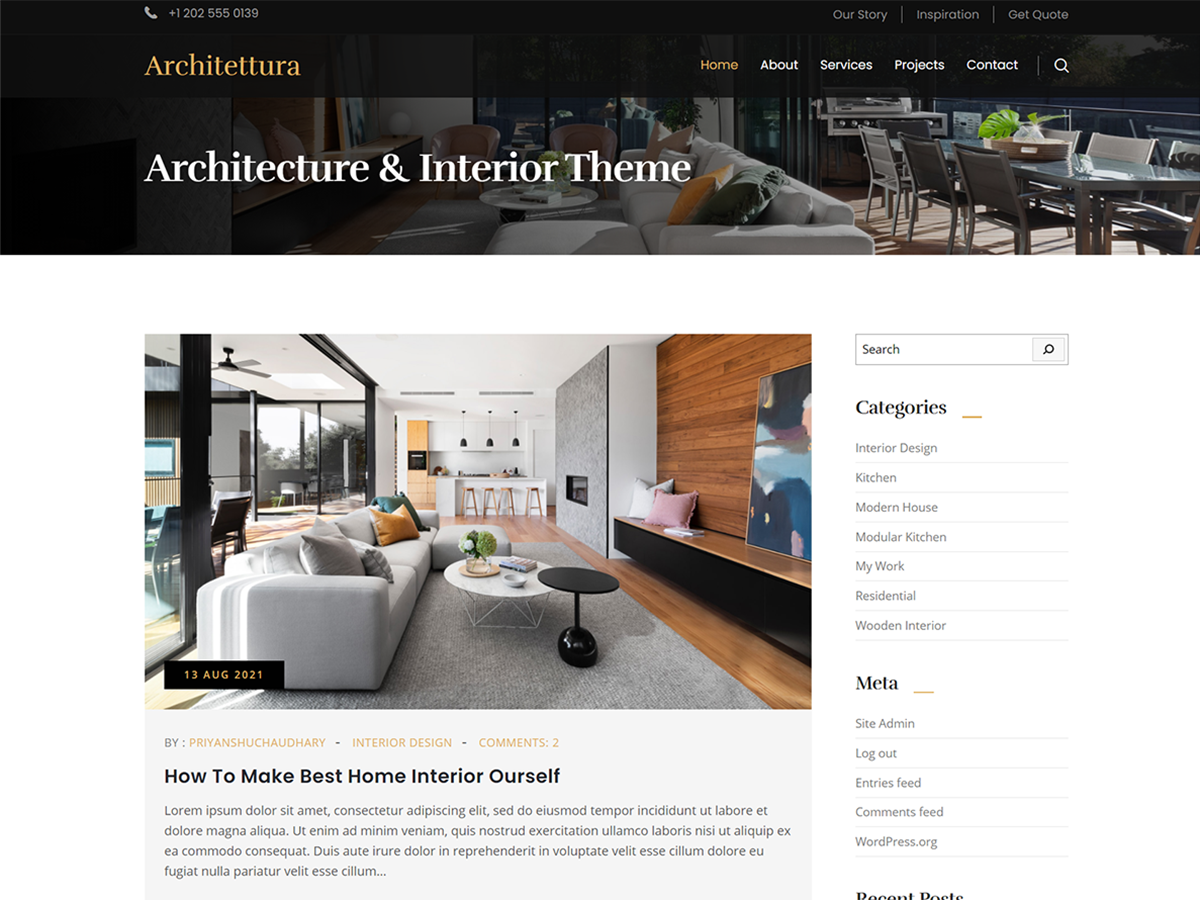 +1 202 555 0139
Our Story
Inspiration
Get Quote
Architettura
Home
About
Services
Projects
Contact
Architecture & Interior Theme
13 AUG 2021
BY : PRIYANSHUCHAUDHARY - INTERIOR DESIGN - COMMENTS: 2
How To Make Best Home Interior Ourself
Lorem ipsum dolor sit amet, consectetur adipiscing elit, sed do eiusmod tempor incididunt ut labore et
dolore magna aliqua. Ut enim ad minim veniam, quis nostrud exercitation ullamco laboris nisi ut aliquip ex
ea commodo consequat. Duis aute irure dolor in reprehenderit in voluptate velit esse cillum dolore eu
fugiat nulla pariatur velit esse cillum...
Search
Categories
Interior Design
Kitchen
Modern House
Modular Kitchen
My Work
Residential
Wooden Interior
Meta
Site Admin
Log out
Entries feed
Comments feed
WordPress.org
Recent Posts